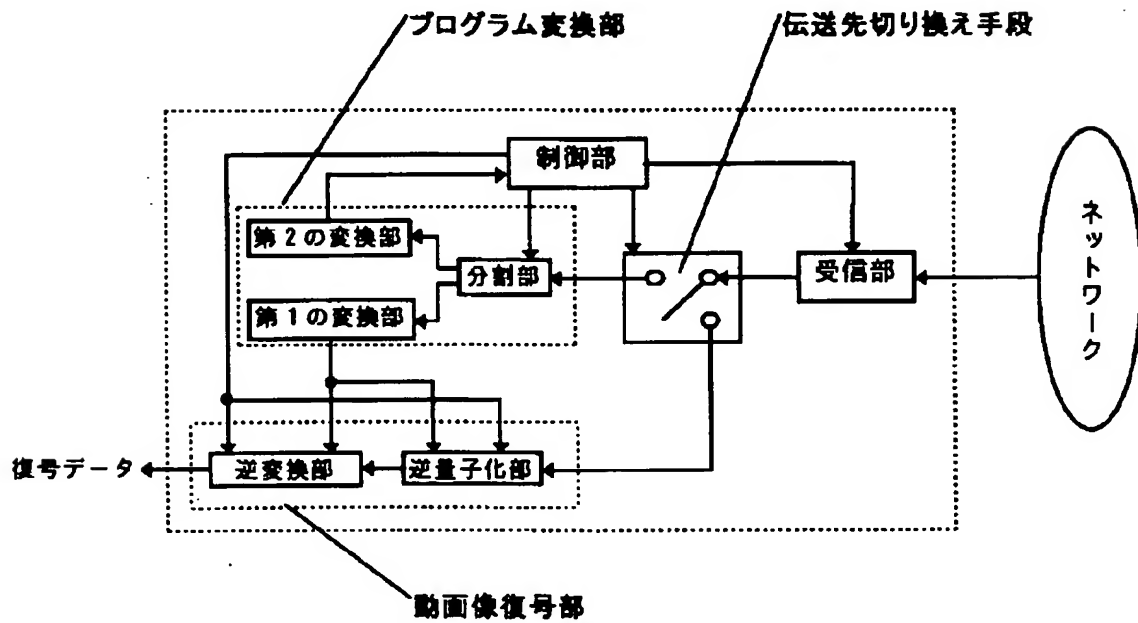 プログラム変換部
伝送先切り換え手段
制御部
第2の変換部
分割部
受信部
ネットワーク
第1の変換部
復号データ
逆変換部
逆量子化部
動画像復号部